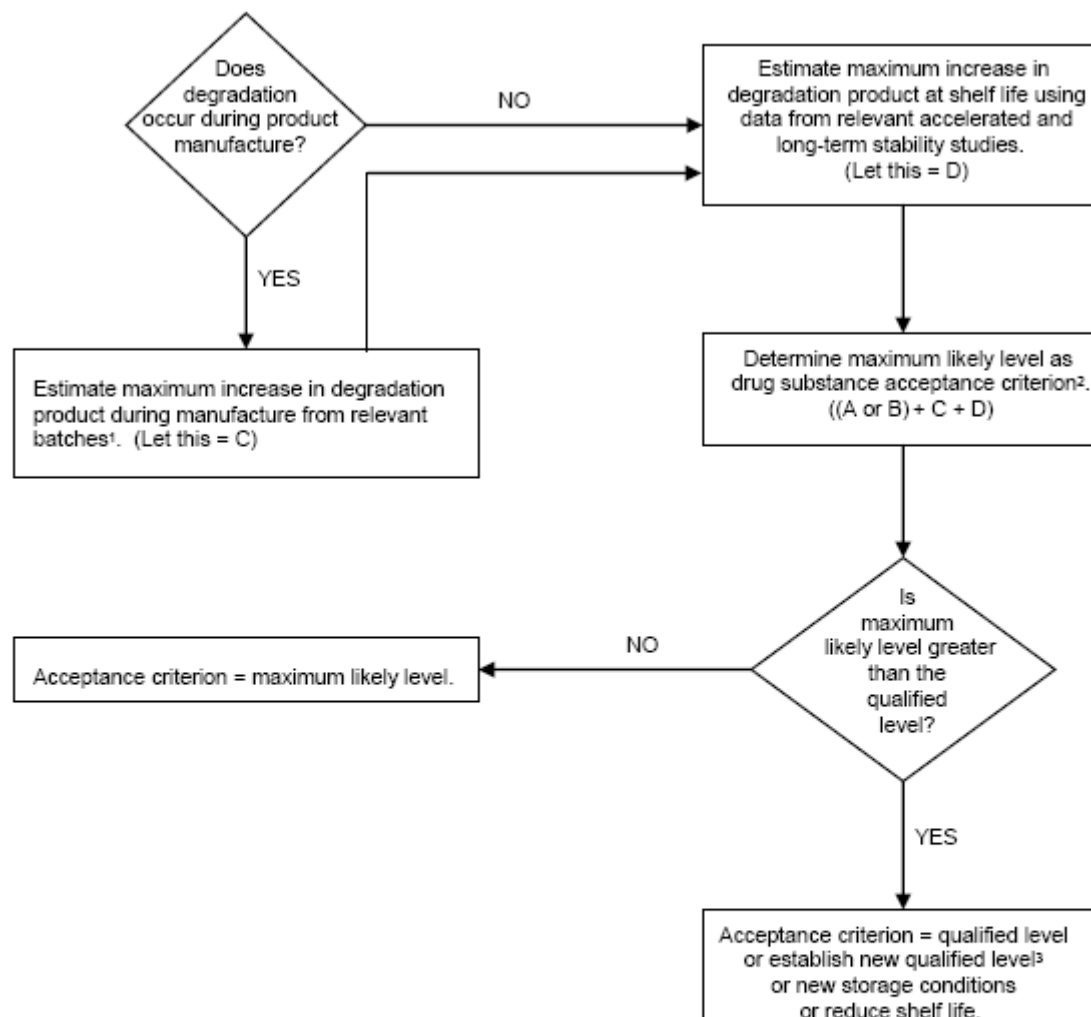 Does
degradation
occur during product
manufacture?
NO
Estimate maximum increase in
degradation product at shelf life using
data from relevant accelerated and
long-term stability studies.
(Let this = D)
YES
Estimate maximum increase in degradation
product during manufacture from relevant
batches¹. (Let this = C)
Determine maximum likely level as
drug substance acceptance criterion².
((A or B) + C + D)
Is
maximum
likely level greater
than the
qualified
level?
NO
Acceptance criterion = maximum likely level.
YES
Acceptance criterion = qualified level
or establish new qualified level³
or new storage conditions
or reduce shelf life.